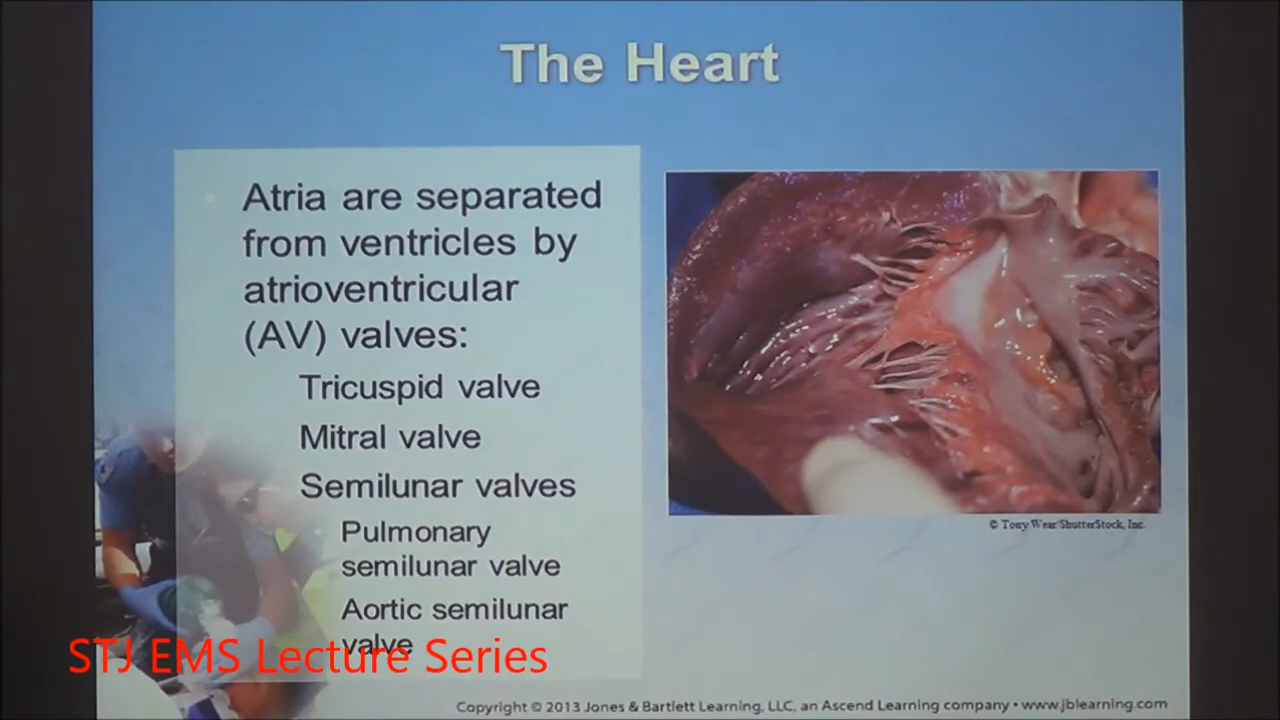 The Heart
Atria are separated
from ventricles by
atrioventricular
(AV) valves:
Tricuspid valve
Mitral valve
Semilunar valves
Pulmonary
semilunar valve
Aortic semilunar
valve
© Tony Wear/ShutterStock, Inc.
STJ EMS Lecture Series
Copyright © 2013 Jones & Bartlett Learning, LLC, an Ascend Learning company • www.jblearning.com